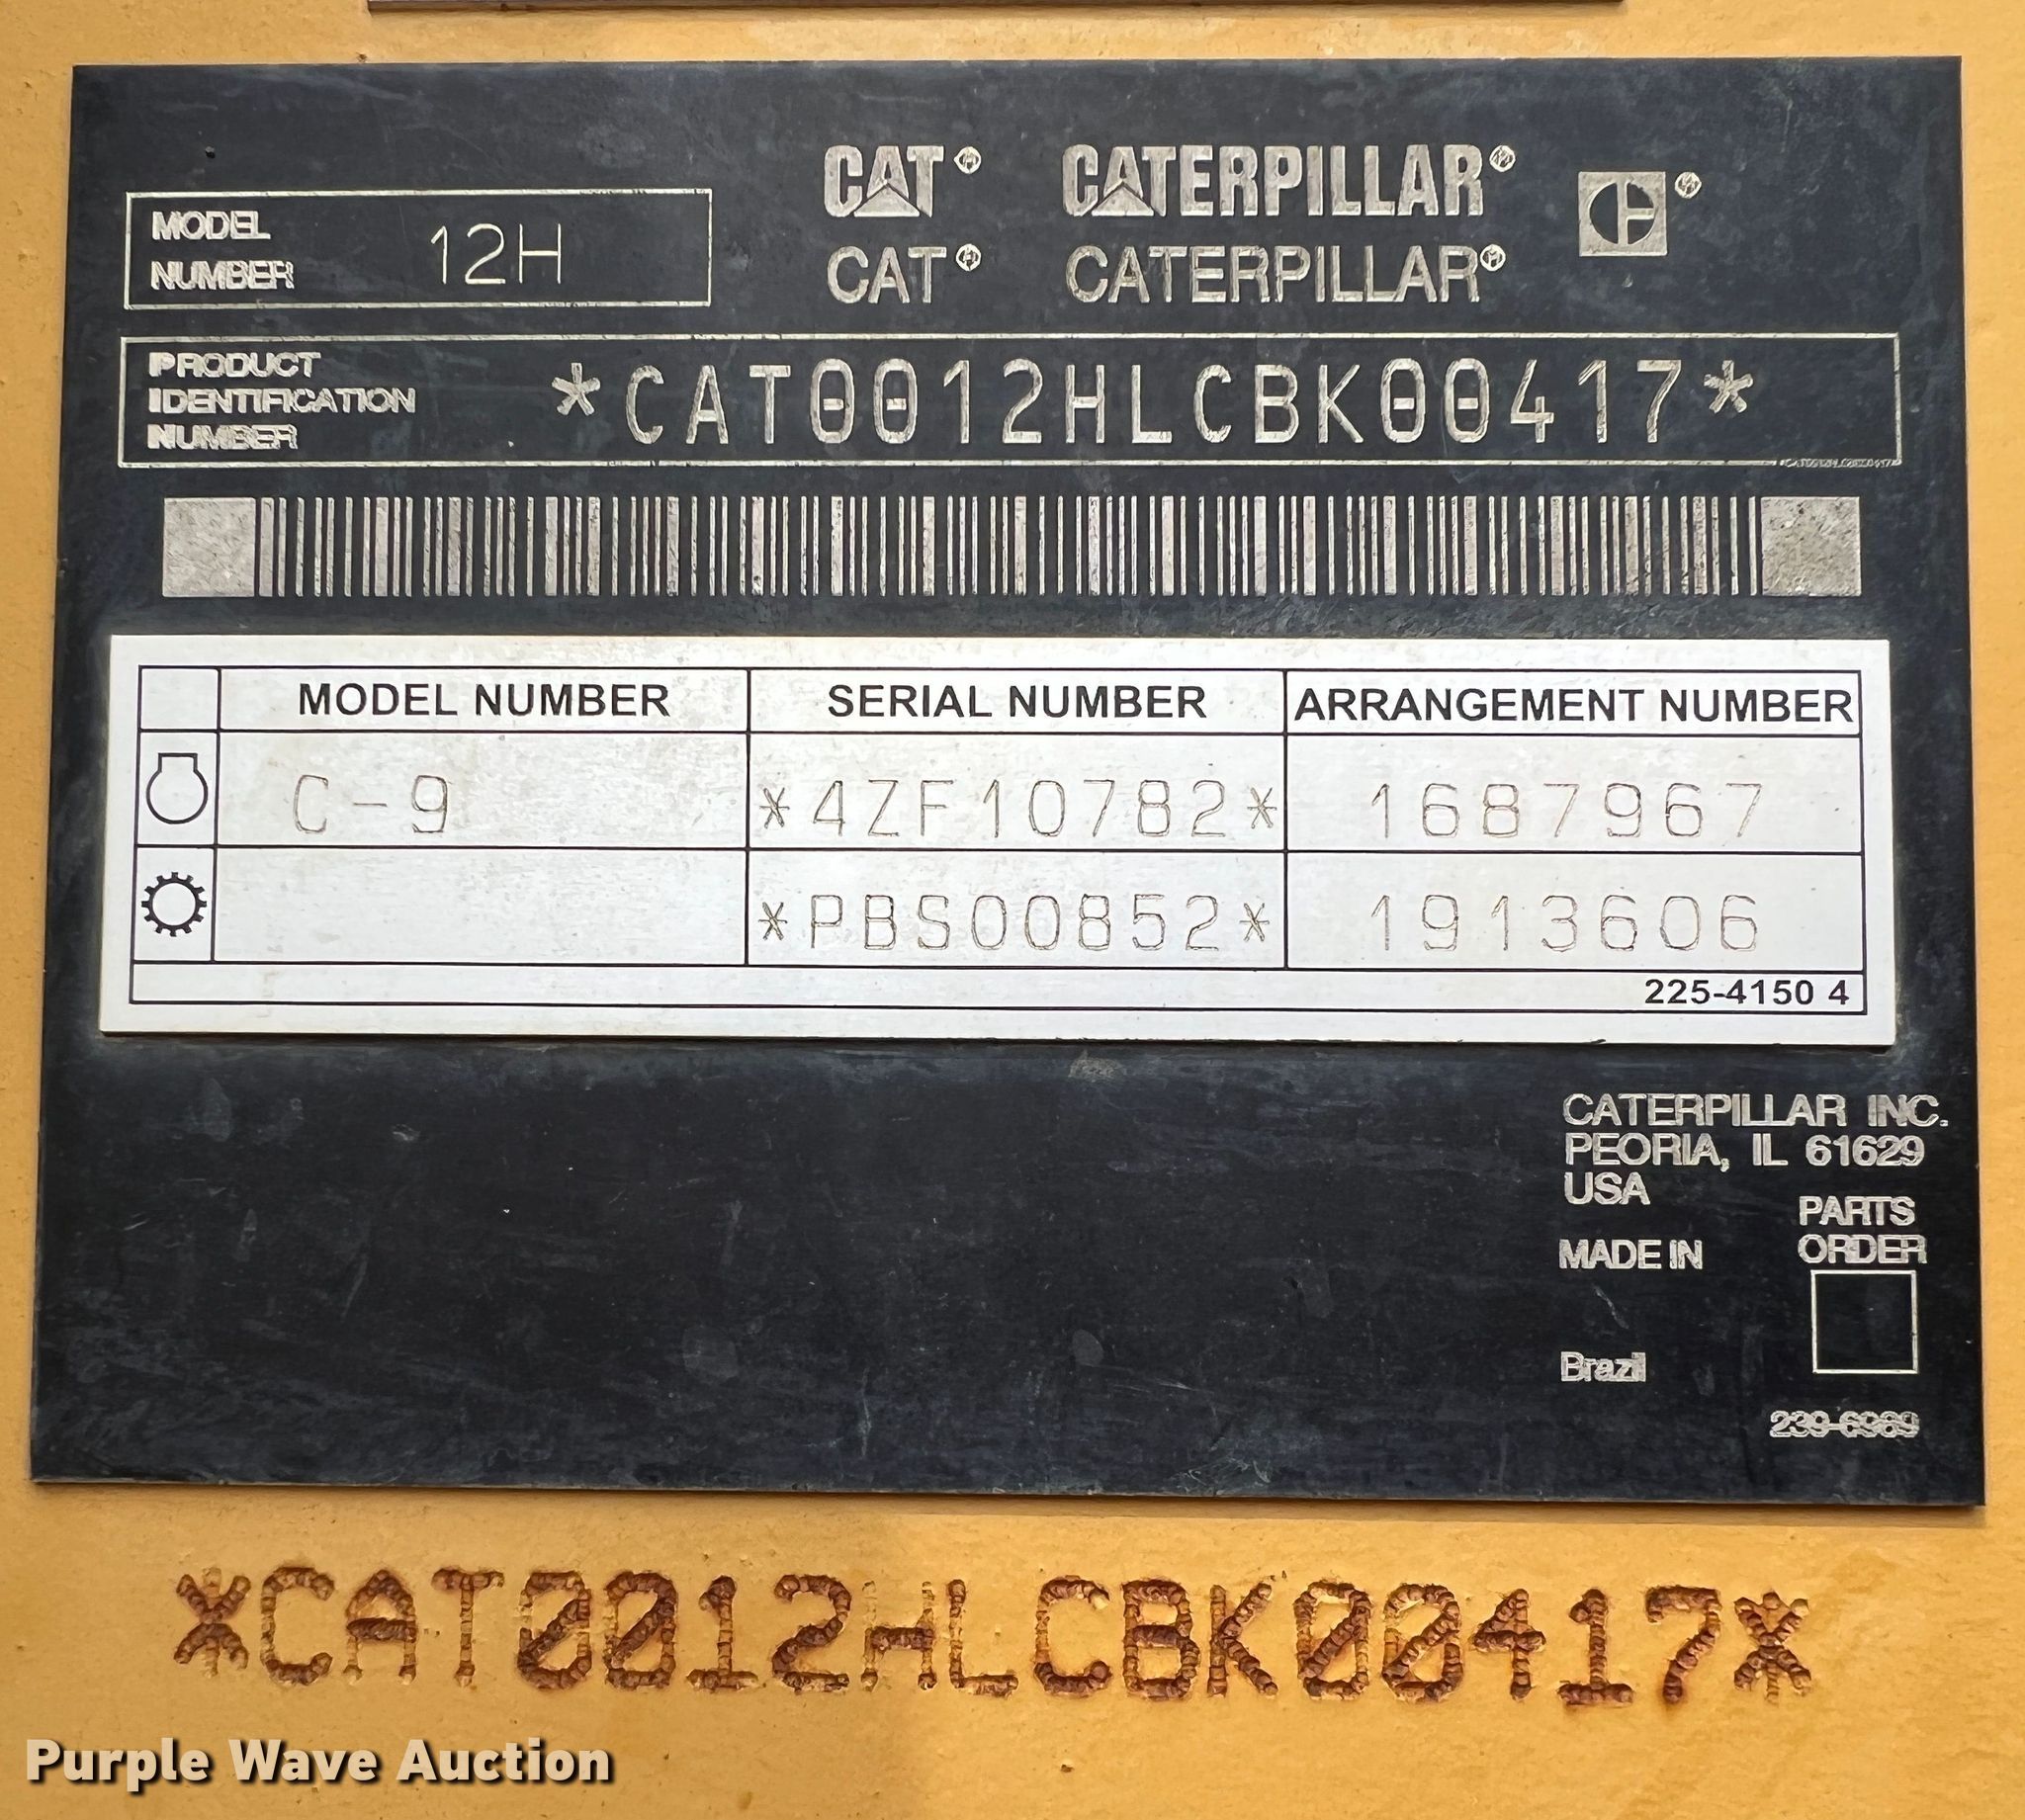 CAT® CATERPILLAR® ®
MODEL NUMBER 12H
CAT® CATERPILLAR®
PRODUCT IDENTIFICATION NUMBER *CAT0012HLCBK00417*
MODEL NUMBER SERIAL NUMBER ARRANGEMENT NUMBER
C-9 *4ZF10782* 1687967
*PBS00852* 1913606
225-4150 4
CATERPILLAR INC.
PEORIA, IL 61629
USA
PARTS ORDER
MADE IN
Brazil
239-6969
*CAT0012HLCBK00417*
Purple Wave Auction